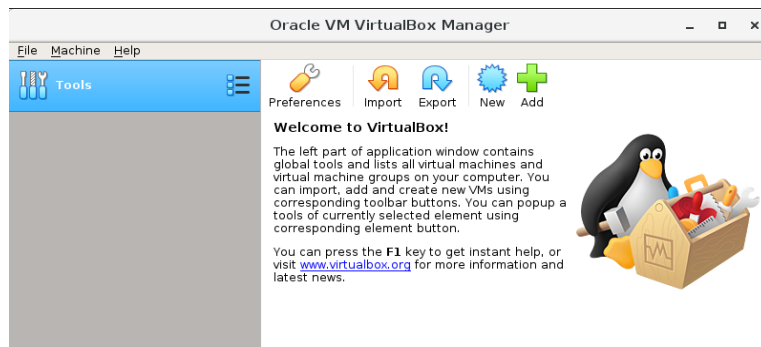 Oracle VM VirtualBox Manager
File Machine Help
Tools
Preferences Import Export New Add
Welcome to VirtualBox!
The left part of application window contains
global tools and lists all virtual machines and
virtual machine groups on your computer. You
can import, add and create new VMs using
corresponding toolbar buttons. You can popup a
tools of currently selected element using
corresponding element button.
You can press the F1 key to get instant help, or
visit www.virtualbox.org for more information and
latest news.